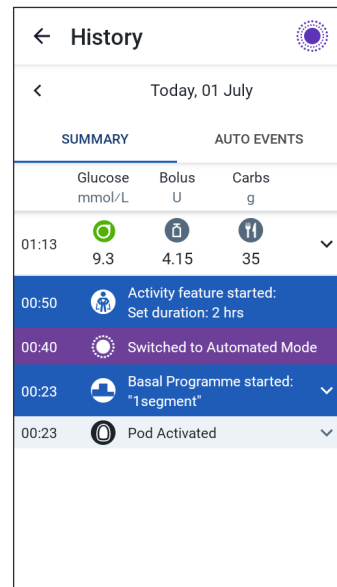 History
Today, 01 July
SUMMARY AUTO EVENTS
Glucose Bolus Carbs
mmol/L U g
01:13 9.3 4.15 35
00:50 Activity feature started:
Set duration: 2 hrs
00:40 Switched to Automated Mode
00:23 Basal Programme started:
"1segment"
00:23 Pod Activated